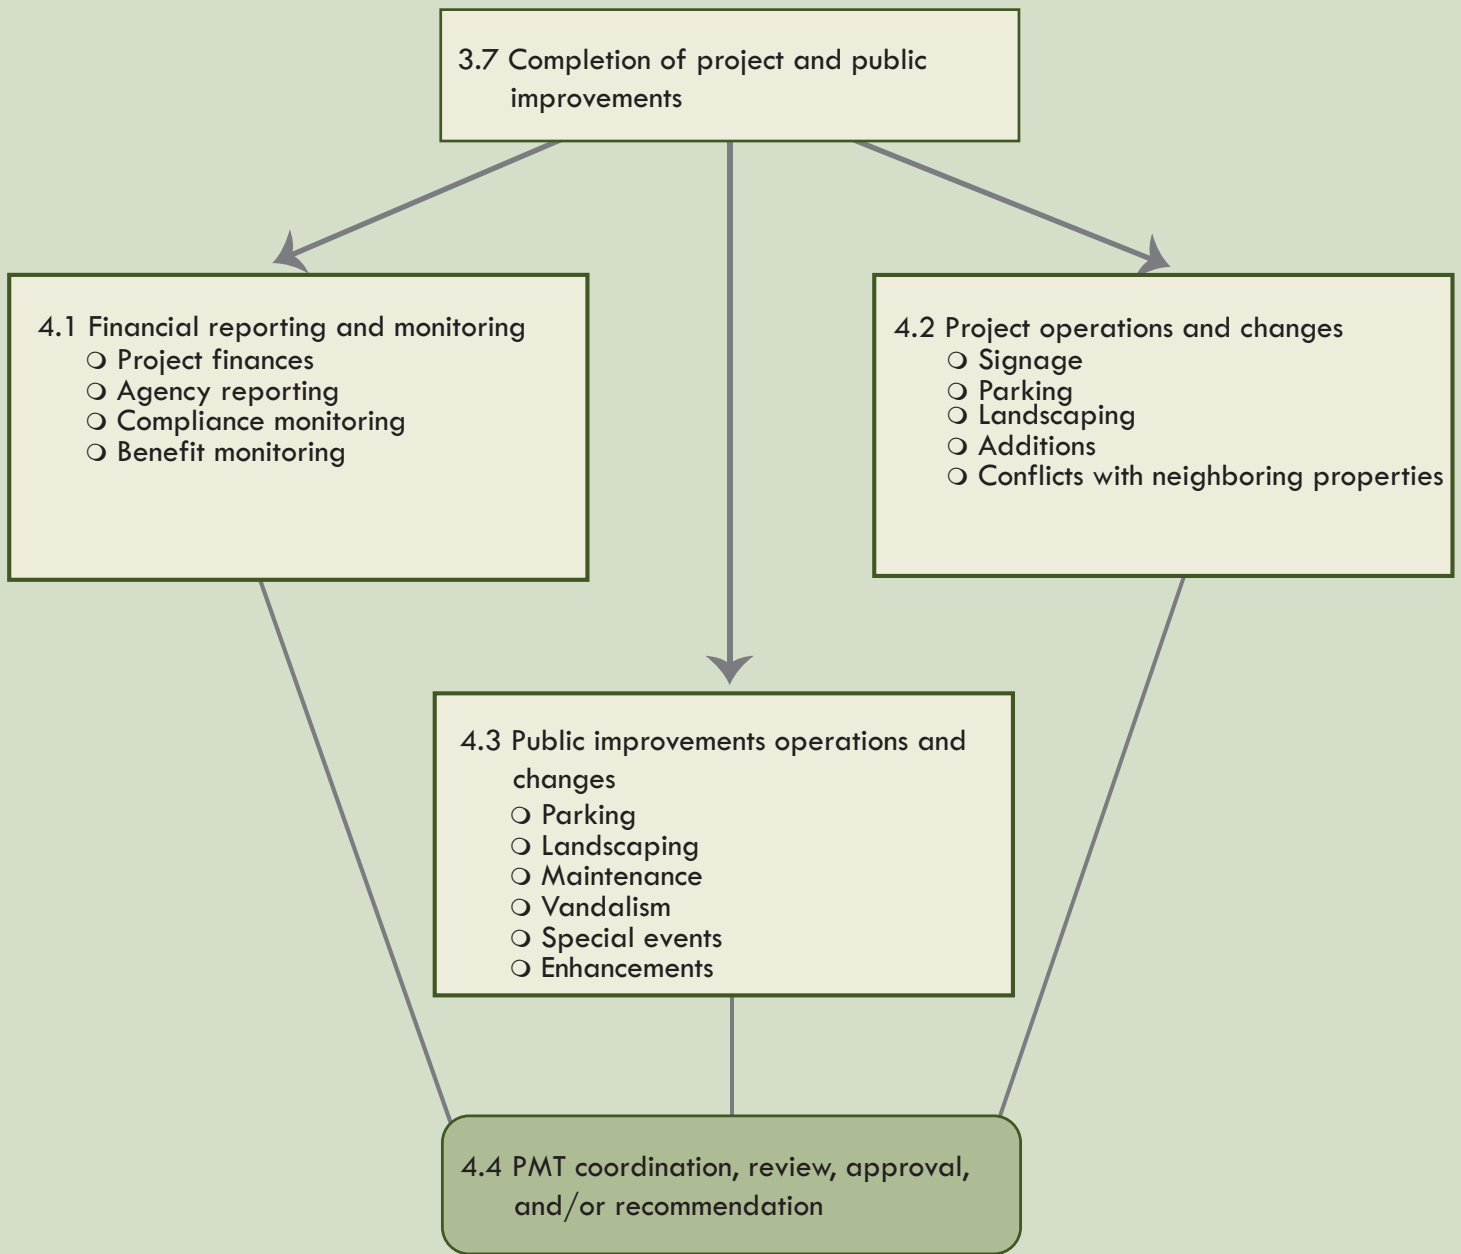 3.7 Completion of project and public
improvements
4.1 Financial reporting and monitoring
❍ Project finances
❍ Agency reporting
❍ Compliance monitoring
❍ Benefit monitoring
4.2 Project operations and changes
❍ Signage
❍ Parking
❍ Landscaping
❍ Additions
❍ Conflicts with neighboring properties
4.3 Public improvements operations and
changes
❍ Parking
❍ Landscaping
❍ Maintenance
❍ Vandalism
❍ Special events
❍ Enhancements
4.4 PMT coordination, review, approval,
and/or recommendation